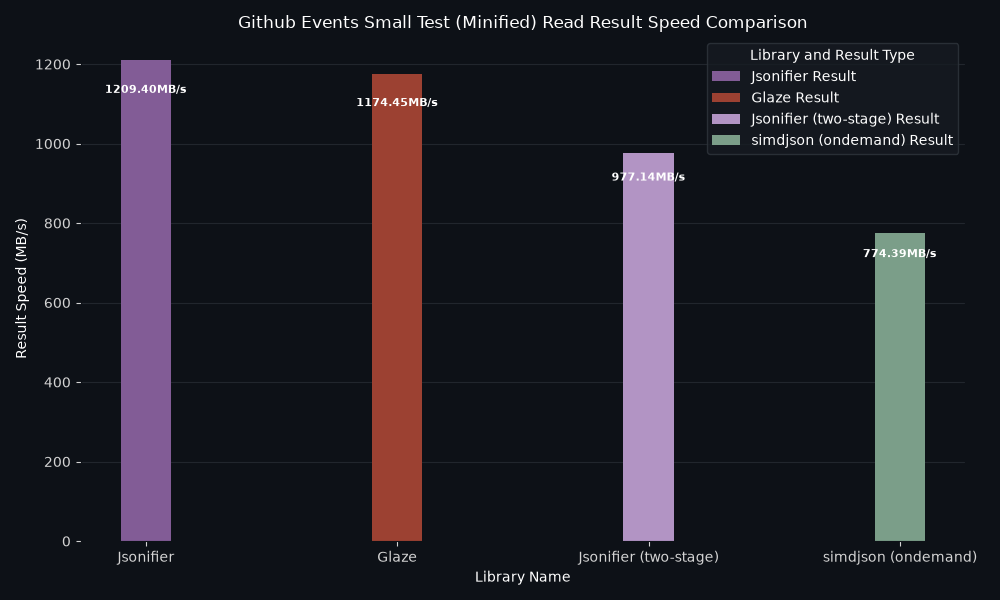 Github Events Small Test (Minified) Read Result Speed Comparison
Library and Result Type
Jsonifier Result
Glaze Result
Jsonifier (two-stage) Result
simdjson (ondemand) Result
Result Speed (MB/s)
1200
1000
800
600
400
200
0
1209.40MB/s
1174.45MB/s
977.14MB/s
774.39MB/s
Jsonifier
Glaze
Jsonifier (two-stage)
simdjson (ondemand)
Library Name